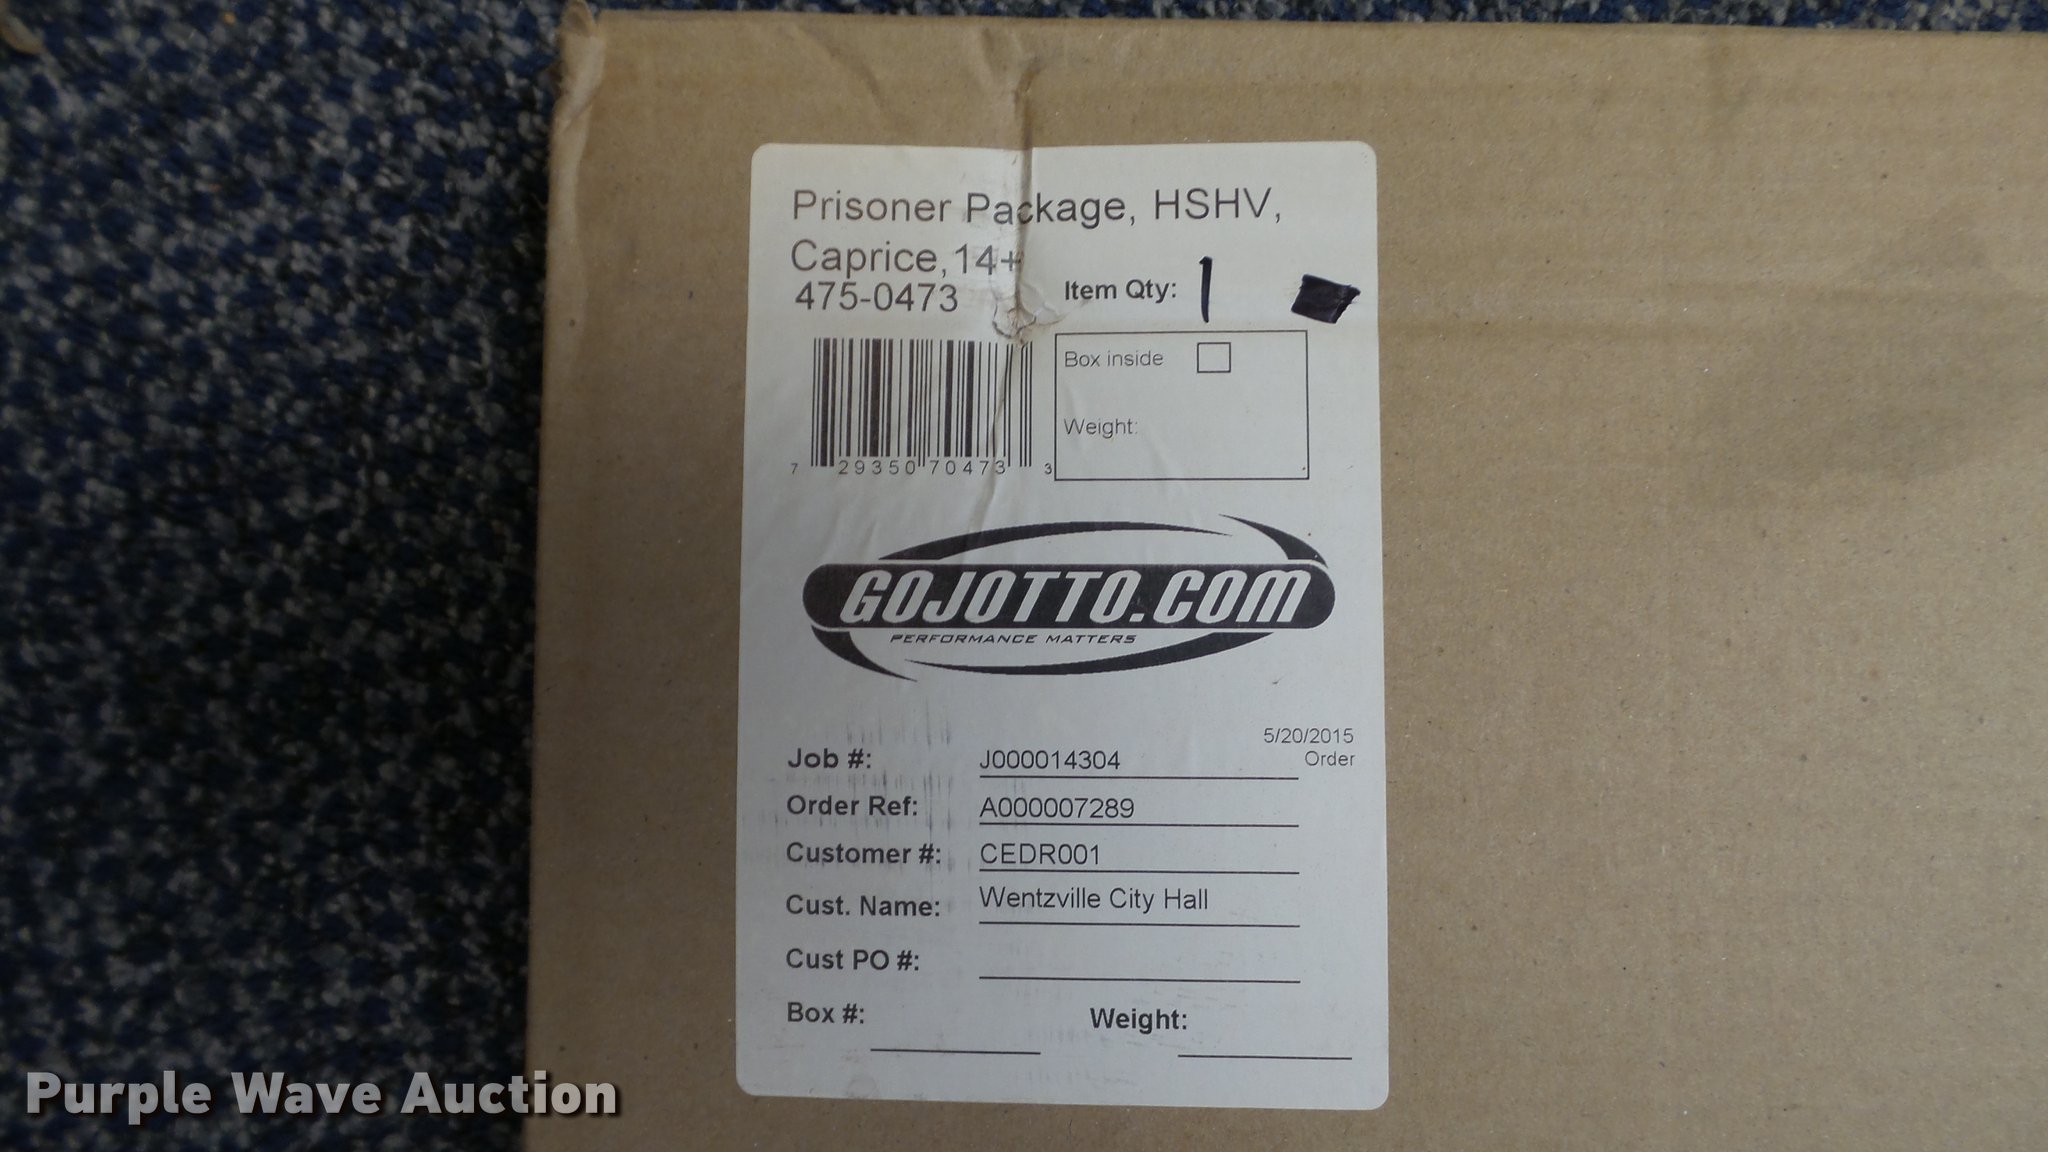 Prisoner Package, HSHV,
Caprice,14+
475-0473
Item Qty: 1
Box inside
Weight:
7 29350 70473 3
GOJOTTO.COM
PERFORMANCE MATTERS
5/20/2015
Order
Job #: J000014304
Order Ref: A000007289
Customer #: CEDR001
Cust. Name: Wentzville City Hall
Cust PO #:
Box #: Weight:
Purple Wave Auction